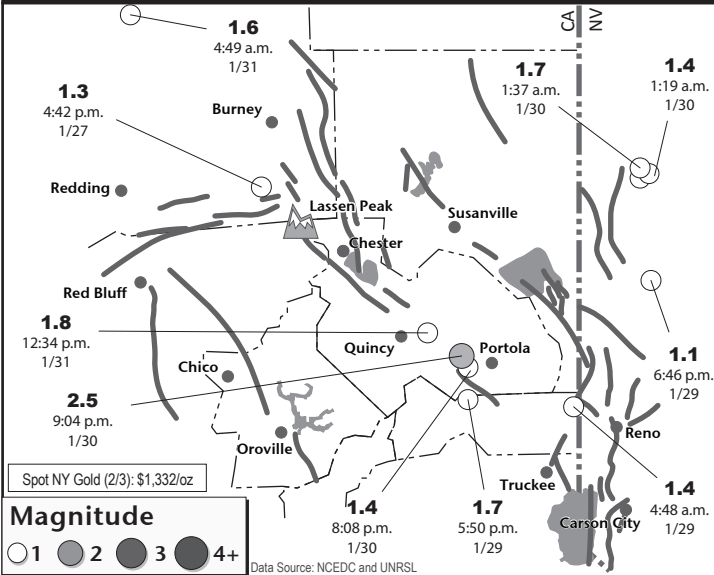 CA NV
1.6
4:49 a.m.
1/31
1.7
1:37 a.m.
1/30
1.4
1:19 a.m.
1/30
1.3
4:42 p.m.
1/27
Burney
Redding
Lassen Peak
Susanville
Chester
Red Bluff
1.8
12:34 p.m.
1/31
Quincy
Portola
1.1
6:46 p.m.
1/29
Chico
2.5
9:04 p.m.
1/30
Oroville
Reno
Truckee
1.4
4:48 a.m.
1/29
Carson City
1.4
8:08 p.m.
1/30
1.7
5:50 p.m.
1/29
Spot NY Gold (2/3): $1,332/oz
Magnitude
1 2 3 4+
Data Source: NCEDC and UNRSL